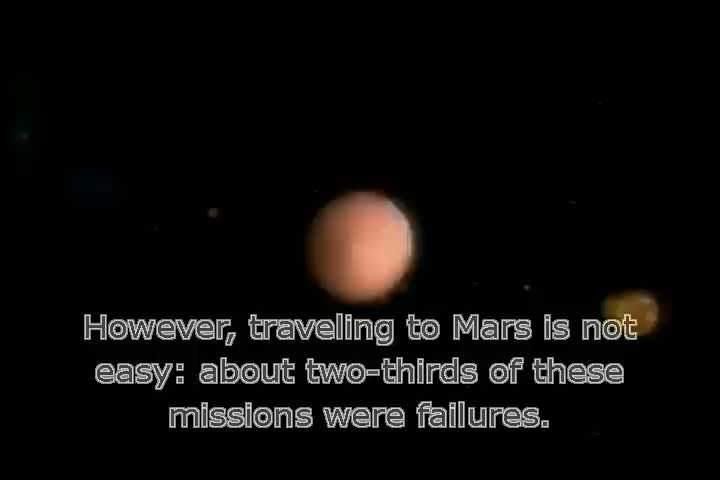 However, traveling to Mars is not
easy: about two-thirds of these
missions were failures.